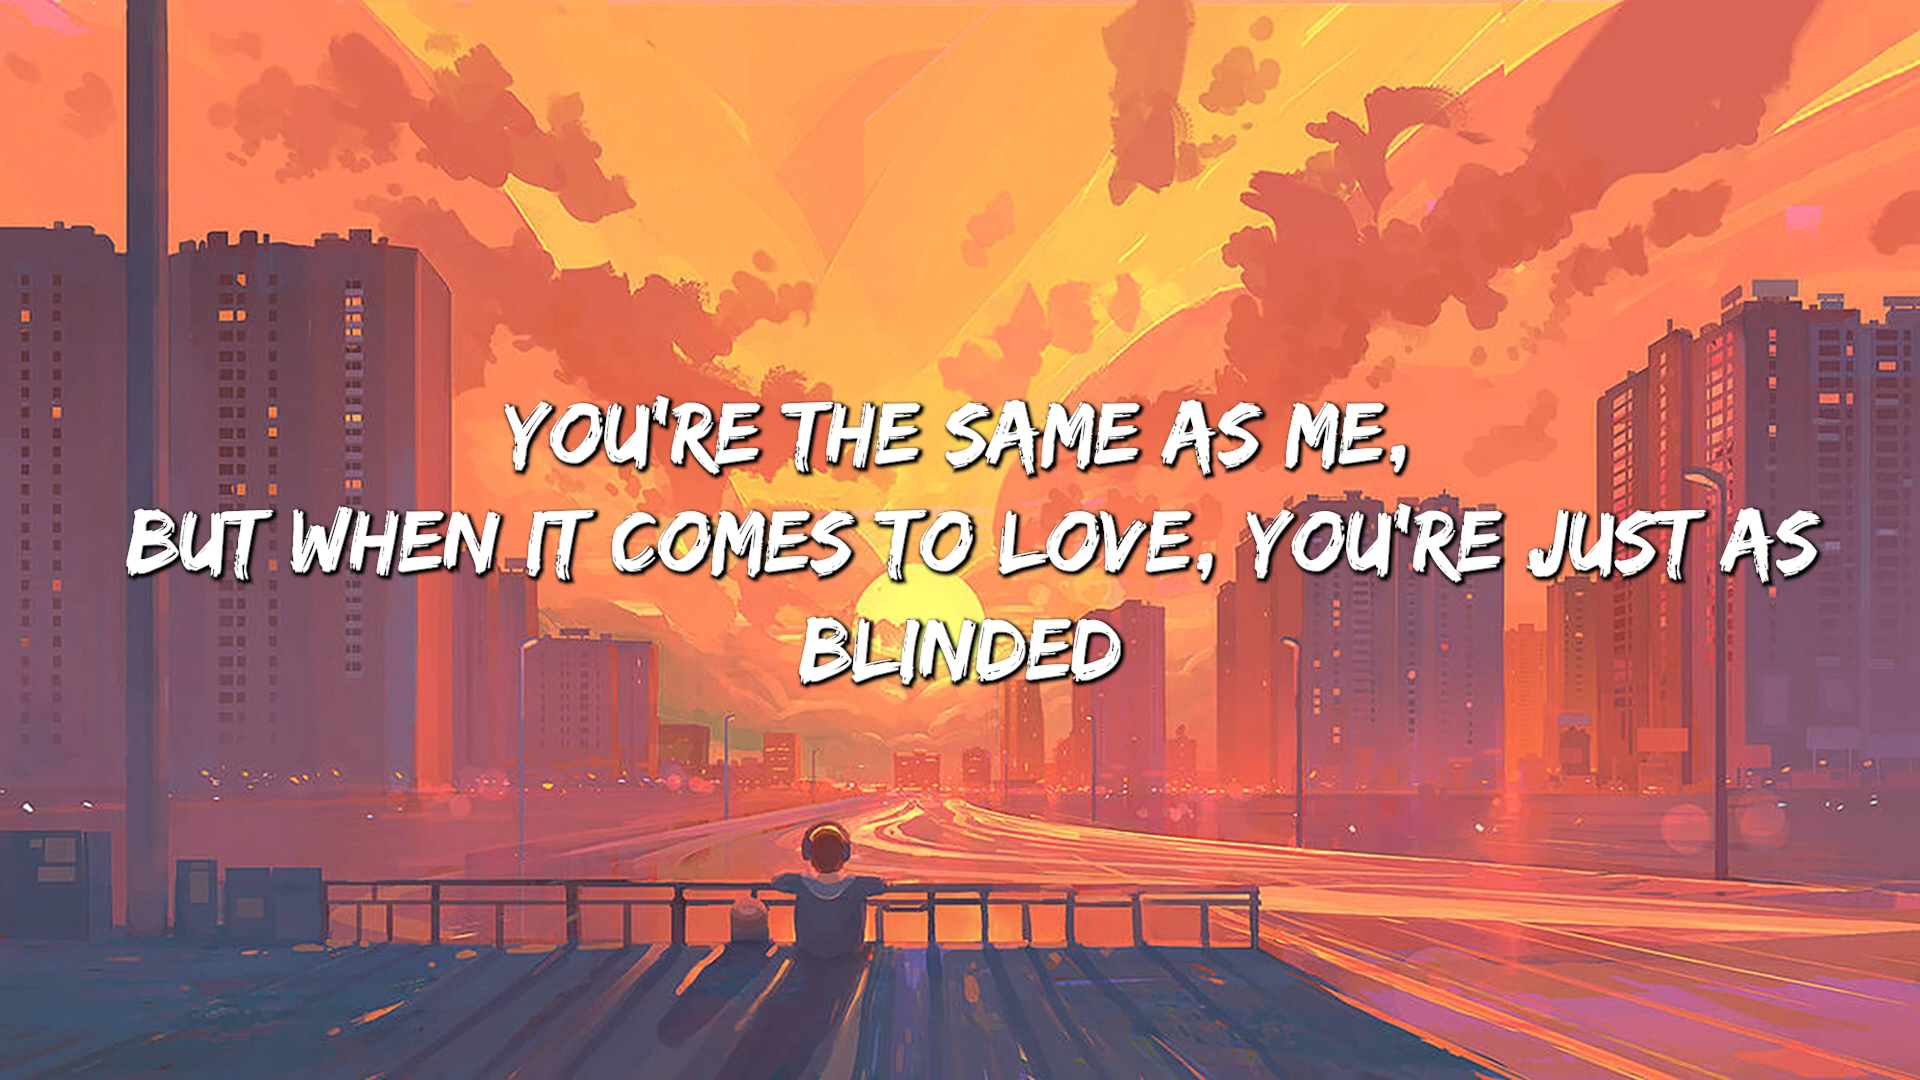 YOU'RE THE SAME AS ME,
BUT WHEN IT COMES TO LOVE, YOU'RE JUST AS
BLINDED